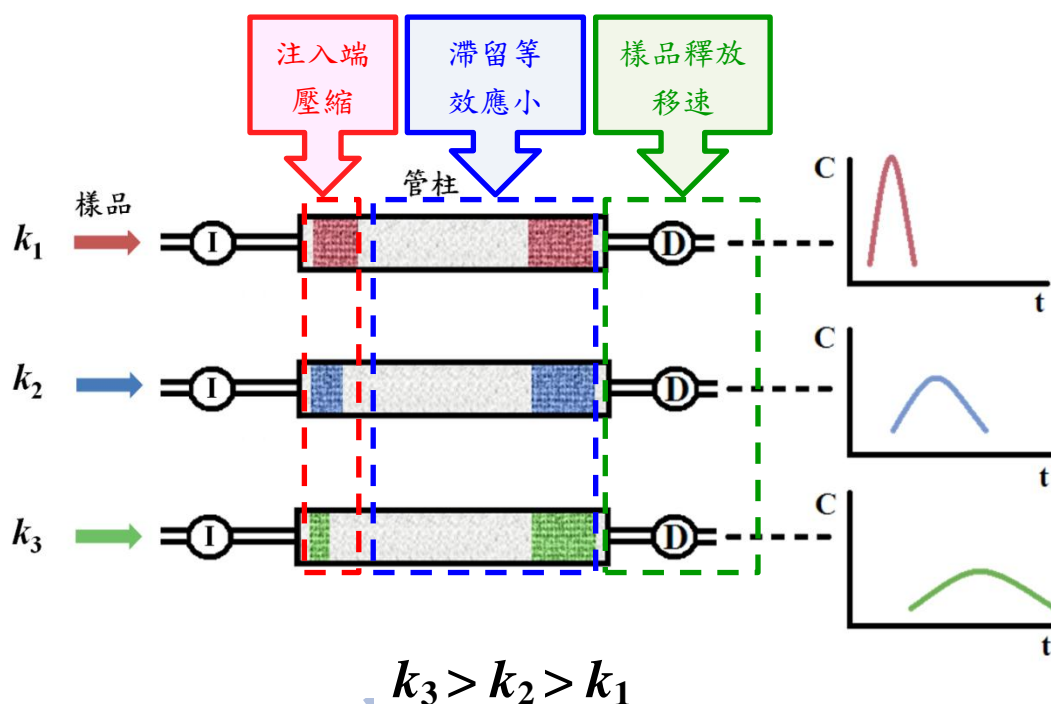 注入端
壓縮
滯留等
效應小
樣品釋放
移速
管柱
樣品
k₁
I
D
C
t
k₂
I
D
C
t
k₃
I
D
C
t
k₃ > k₂ > k₁